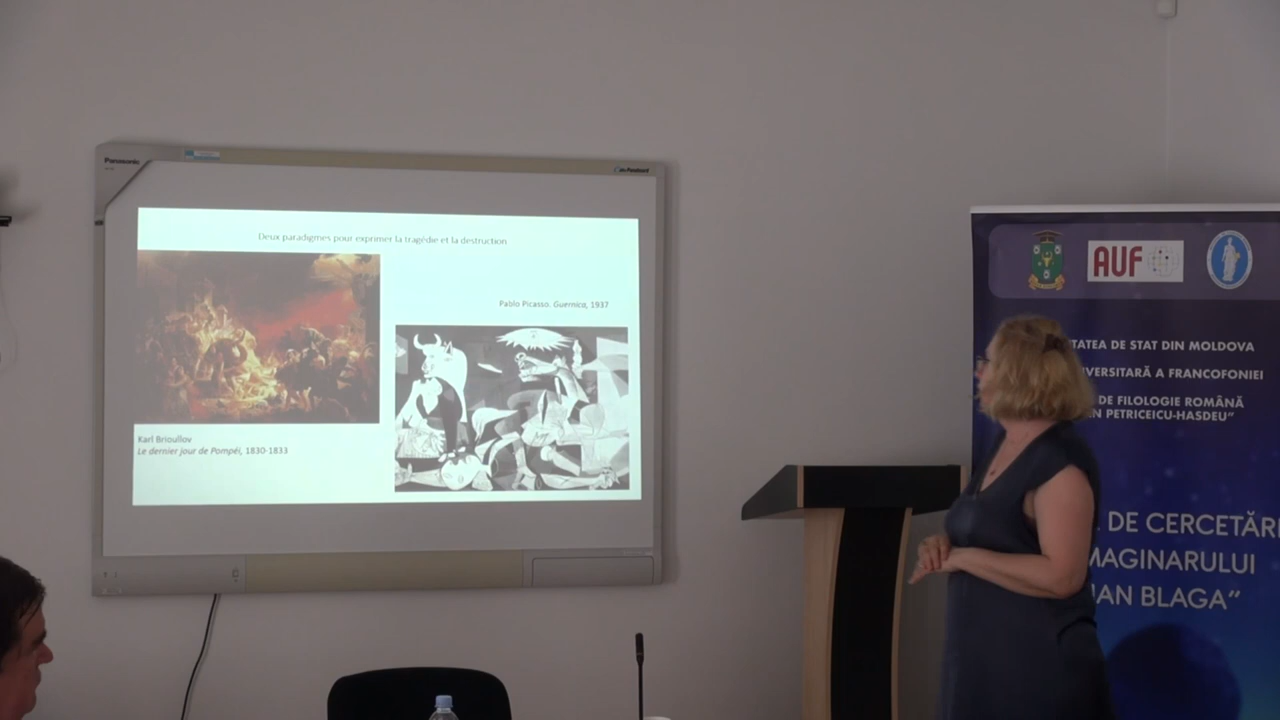 Panasonic
Deux paradigmes pour exprimer la tragédie et la destruction
Pablo Picasso. Guernica, 1937
Karl Brioullov
Le dernier jour de Pompéi, 1830-1833
AUF
TATEA DE STAT DIN MOLDOVA
IVERSITARĂ A FRANCOFONIEI
DE FILOLOGIE ROMÂNĂ
N PETRICEICU-HASDEU”
L DE CERCETĂRI
MAGINARULUI
IAN BLAGA”